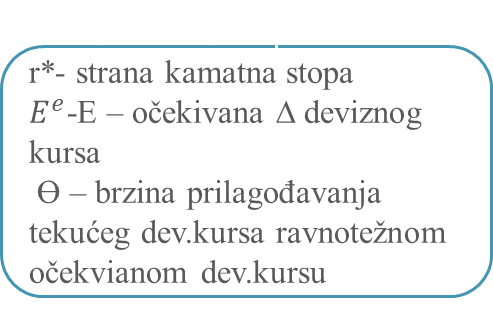 r*- strana kamatna stopa
𝐸ᵉ-E – očekivana Δ deviznog
kursa
Ѳ – brzina prilagođavanja
tekućeg dev.kursa ravnotežnom
očekvianom dev.kursu